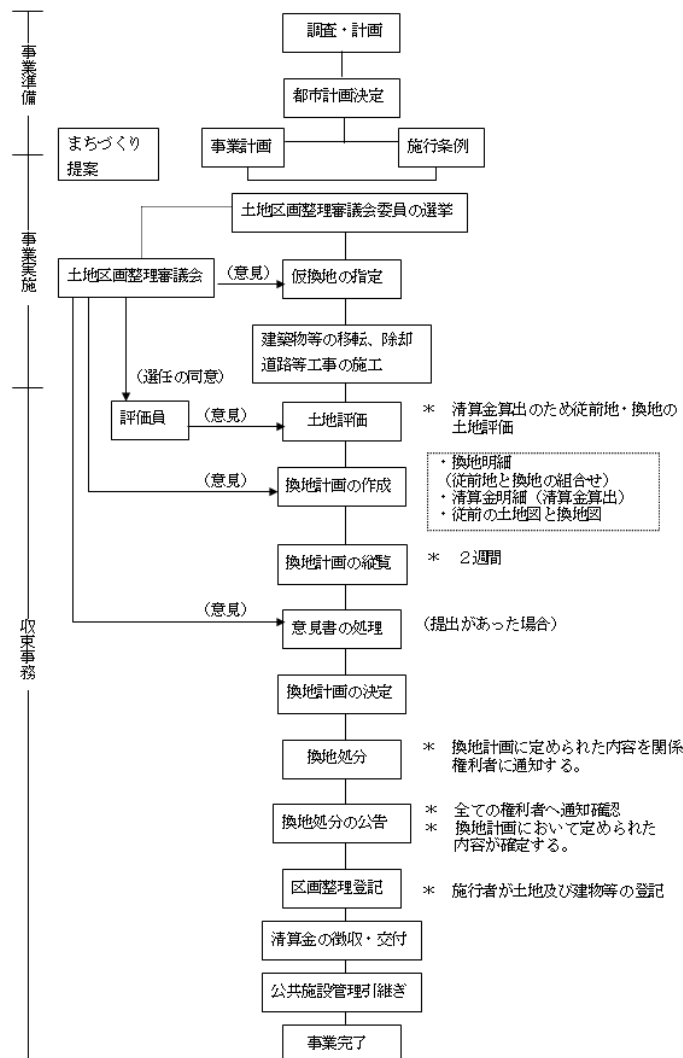 事業準備
調査・計画
都市計画決定
まちづくり
提案
事業計画
施行条例
事業実施
土地区画整理審議会委員の選挙
土地区画整理審議会
(意見)
仮換地の指定
建築物等の移転、除却
道路等工事の施工
(選任の同意)
評価員
(意見)
土地評価
＊ 清算金算出のため従前地・換地の
土地評価
(意見)
換地計画の作成
・換地明細
(従前地と換地の組合せ)
・清算金明細（清算金算出）
・従前の土地図と換地図
換地計画の縦覧
＊ ２週間
収束事務
(意見)
意見書の処理
(提出があった場合)
換地計画の決定
換地処分
＊ 換地計画に定められた内容を関係
権利者に通知する。
換地処分の公告
＊ 全ての権利者へ通知確認
＊ 換地計画において定められた
内容が確定する。
区画整理登記
＊ 施行者が土地及び建物等の登記
清算金の徴収・交付
公共施設管理引継ぎ
事業完了